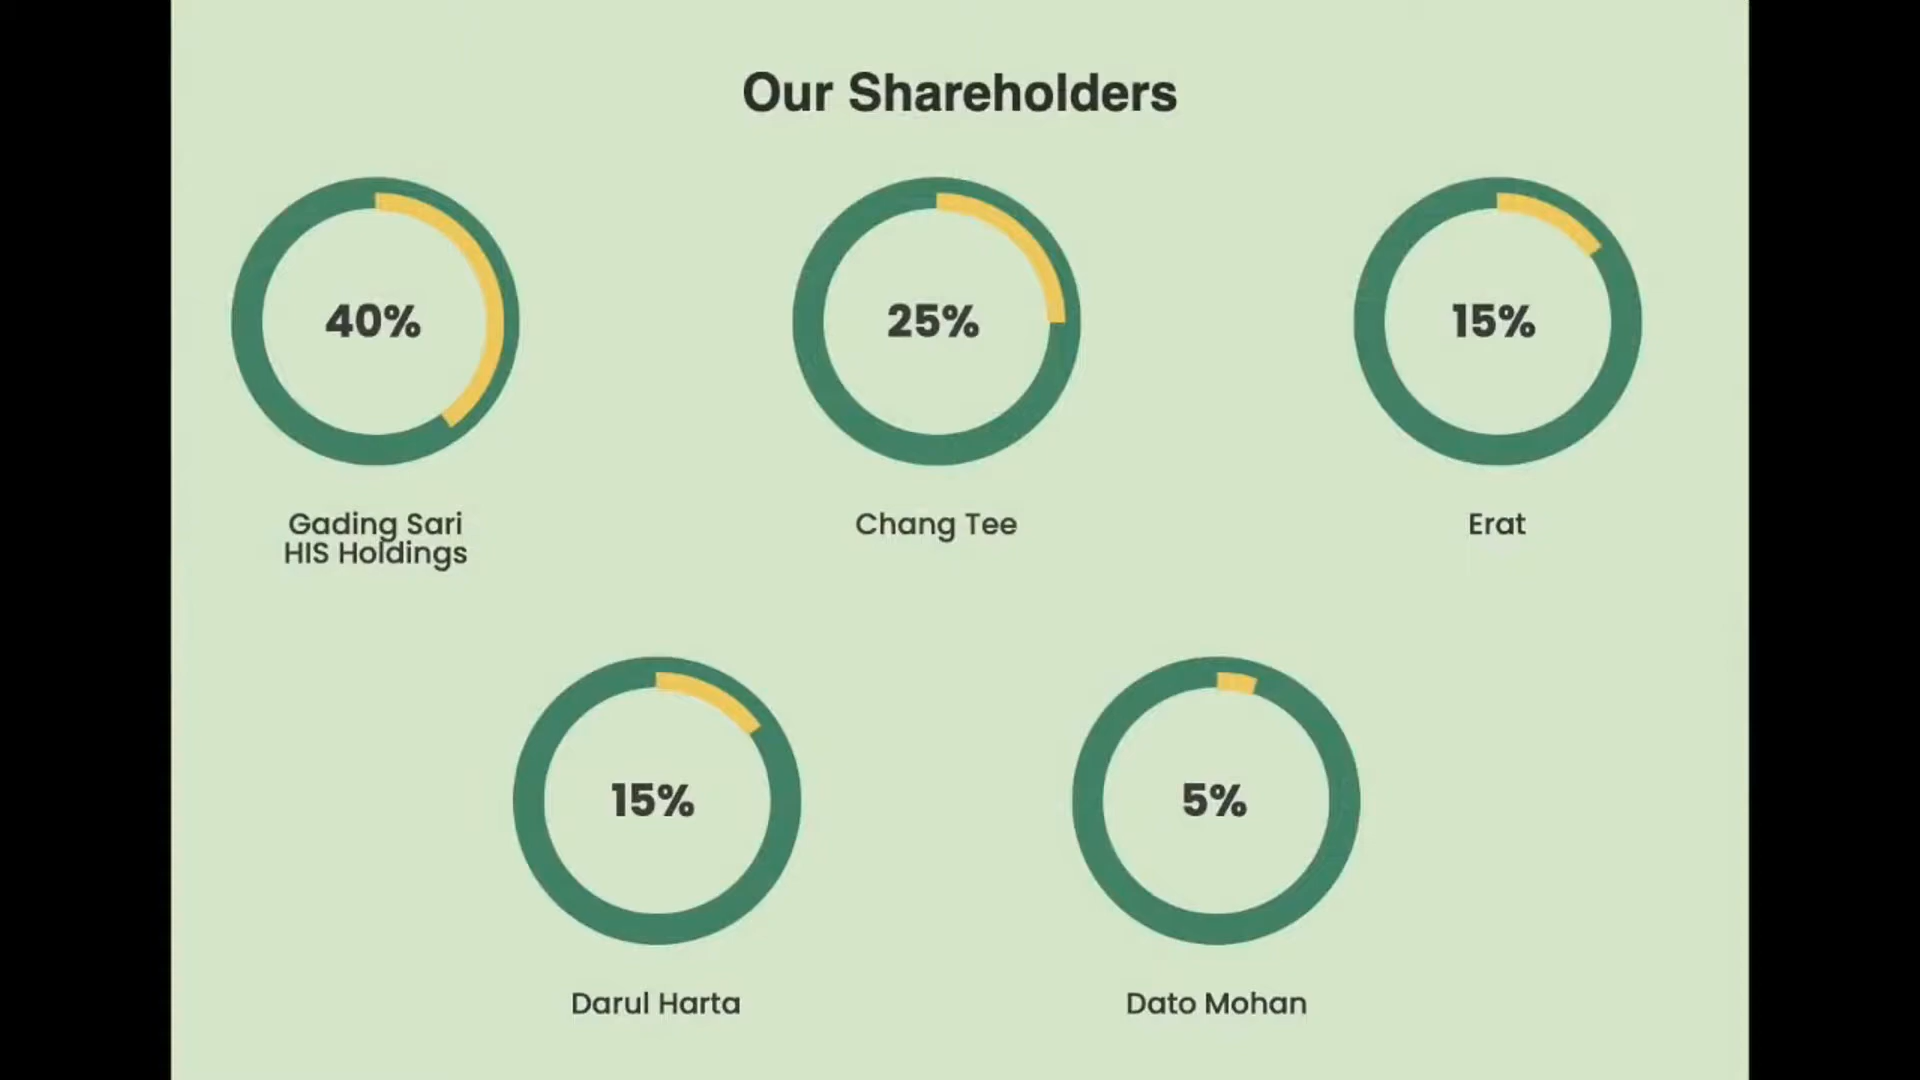 Our Shareholders
40%
25%
15%
Gading Sari
HIS Holdings
Chang Tee
Erat
15%
5%
Darul Harta
Dato Mohan